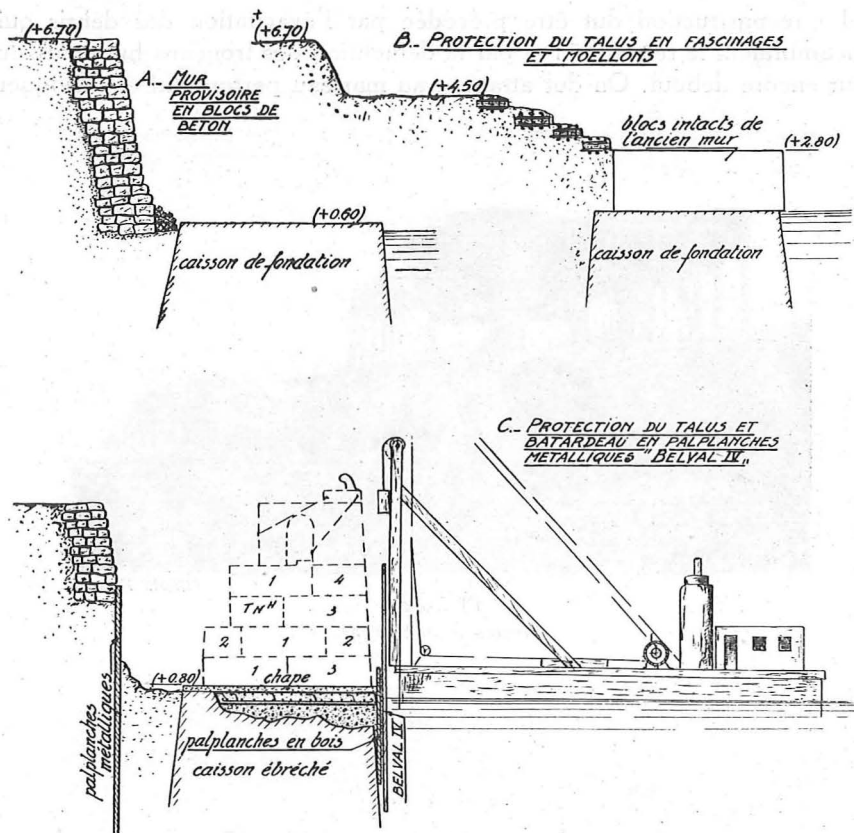 (+6.70)
A._ MUR
PROVISOIRE
EN BLOCS DE
BETON
(+0.60)
caisson de fondation
(+6.70)
B._ PROTECTION DU TALUS EN FASCINAGES
ET MOELLONS
(+4.50)
blocs intacts de
l'ancien mur
(+2.80)
caisson de fondation
C._ PROTECTION DU TALUS ET
BATARDEAU EN PALPLANCHES
METALLIQUES "BELVAL IV"
1 4
TNᴴ 3
2 1 2
1 3
(+0.80)
chape
palplanches
métalliques
palplanches en bois
caisson ébréché
BELVAL IV